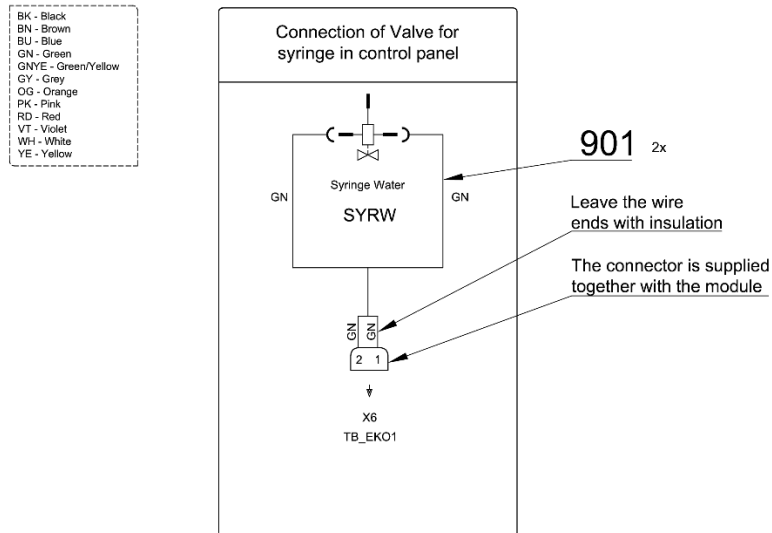 BK - Black
BN - Brown
BU - Blue
GN - Green
GNYE - Green/Yellow
GY - Grey
OG - Orange
PK - Pink
RD - Red
VT - Violet
WH - White
YE - Yellow
Connection of Valve for
syringe in control panel
901 2x
Syringe Water
GN GN
SYRW
Leave the wire
ends with insulation
The connector is supplied
together with the module
GN GN
2 1
X6
TB_EKO1